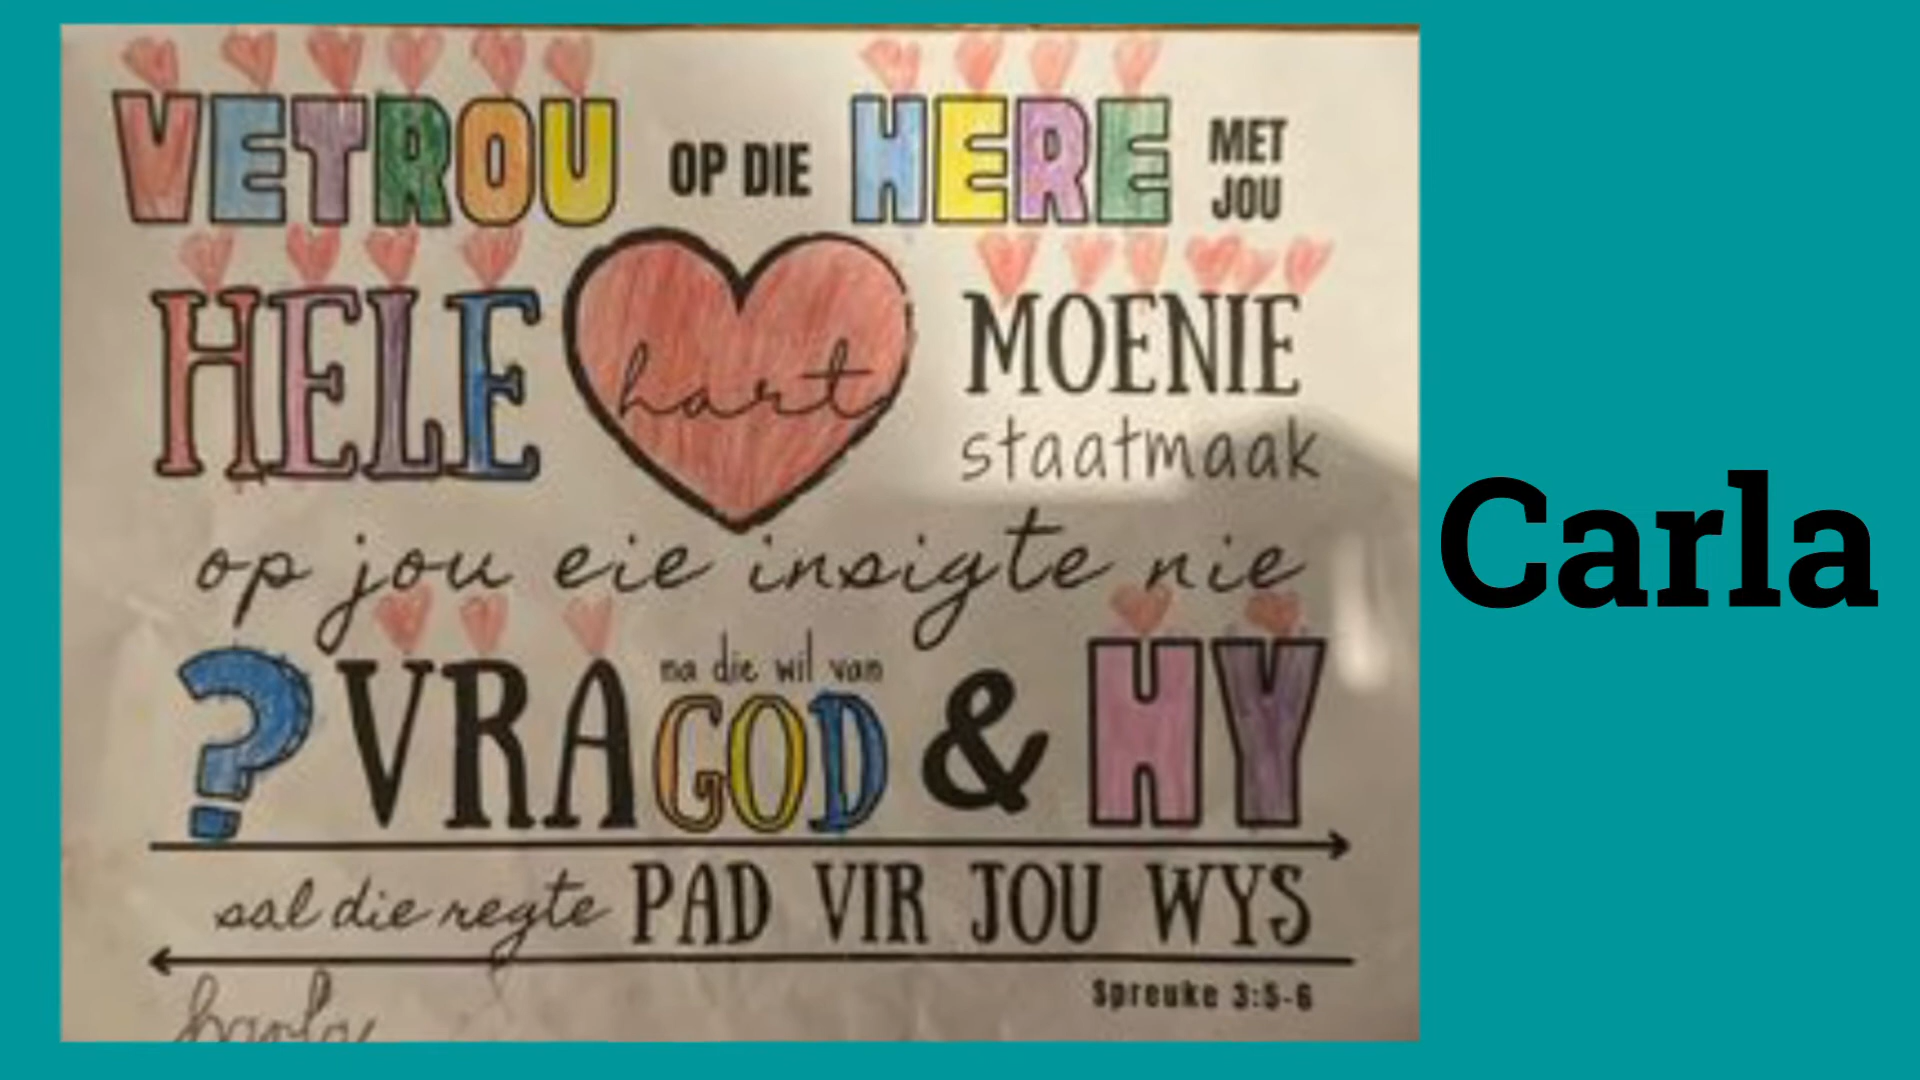 VETROU OP DIE HERE MET JOU
HELE hart MOENIE
staatmaak
op jou eie insigte nie
? VRA na die wil van GOD & HY
sal die regte PAD VIR JOU WYS
Spreuke 3:5-6
Carla